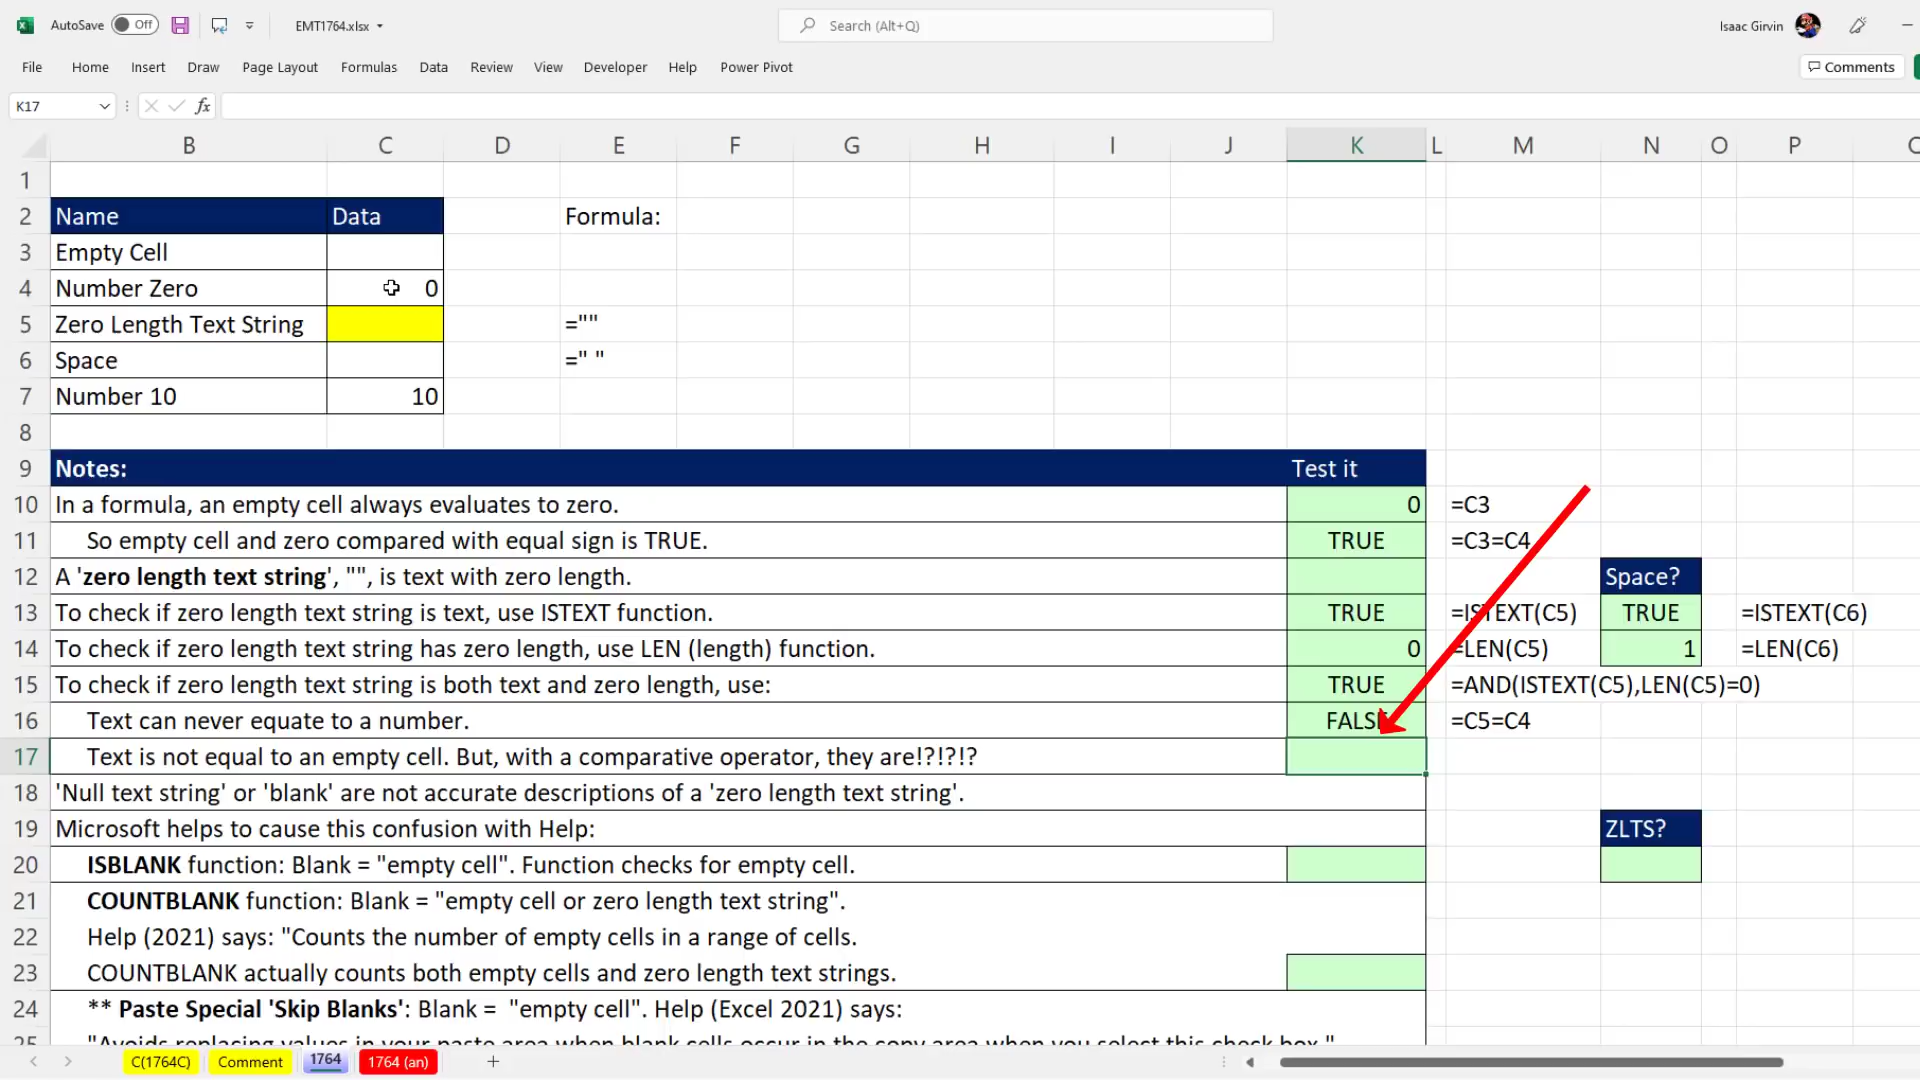 AutoSave Off EMT1764.xlsx Search (Alt+Q) Isaac Girvin
File Home Insert Draw Page Layout Formulas Data Review View Developer Help Power Pivot Comments
K17 fx
B C D E F G H I J K L M N O P
1
2 Name Data Formula:
3 Empty Cell
4 Number Zero 0
5 Zero Length Text String =""
6 Space =" "
7 Number 10 10
8
9 Notes: Test it
10 In a formula, an empty cell always evaluates to zero. 0 =C3
11 So empty cell and zero compared with equal sign is TRUE. TRUE =C3=C4
12 A 'zero length text string', "", is text with zero length. Space?
13 To check if zero length text string is text, use ISTEXT function. TRUE =ISTEXT(C5) TRUE =ISTEXT(C6)
14 To check if zero length text string has zero length, use LEN (length) function. 0 =LEN(C5) 1 =LEN(C6)
15 To check if zero length text string is both text and zero length, use: TRUE =AND(ISTEXT(C5),LEN(C5)=0)
16 Text can never equate to a number. FALSE =C5=C4
17 Text is not equal to an empty cell. But, with a comparative operator, they are!?!?!?
18 'Null text string' or 'blank' are not accurate descriptions of a 'zero length text string'.
19 Microsoft helps to cause this confusion with Help: ZLTS?
20 ISBLANK function: Blank = "empty cell". Function checks for empty cell.
21 COUNTBLANK function: Blank = "empty cell or zero length text string".
22 Help (2021) says: "Counts the number of empty cells in a range of cells.
23 COUNTBLANK actually counts both empty cells and zero length text strings.
24 ** Paste Special 'Skip Blanks': Blank = "empty cell". Help (Excel 2021) says:
25 "Avoids replacing values in your paste area when blank cells occur in the copy area when you select this check box."
C(1764C) Comment 1764 1764 (an)